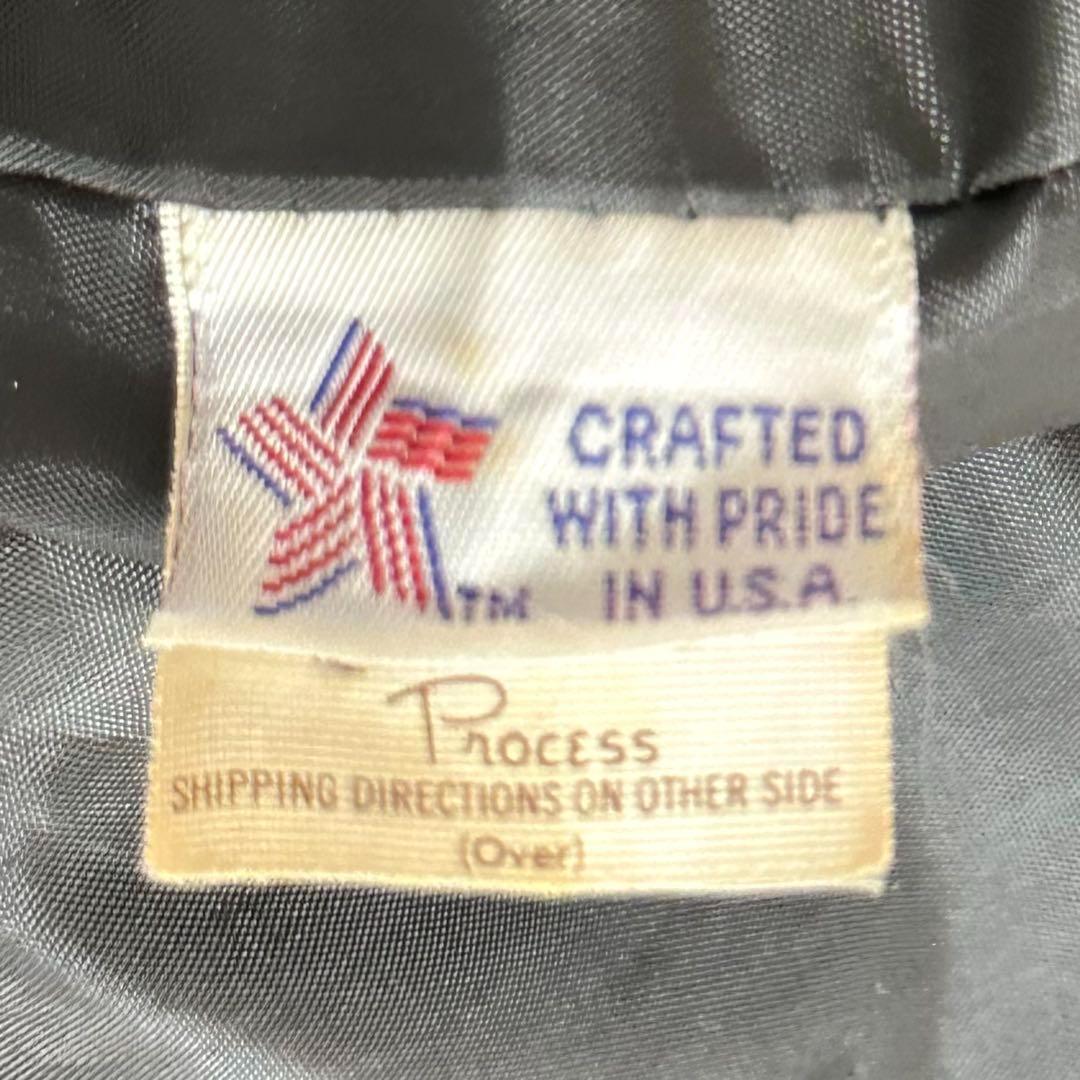 CRAFTED
WITH PRIDE
IN U.S.A.
TM
Process
SHIPPING DIRECTIONS ON OTHER SIDE
(Over)